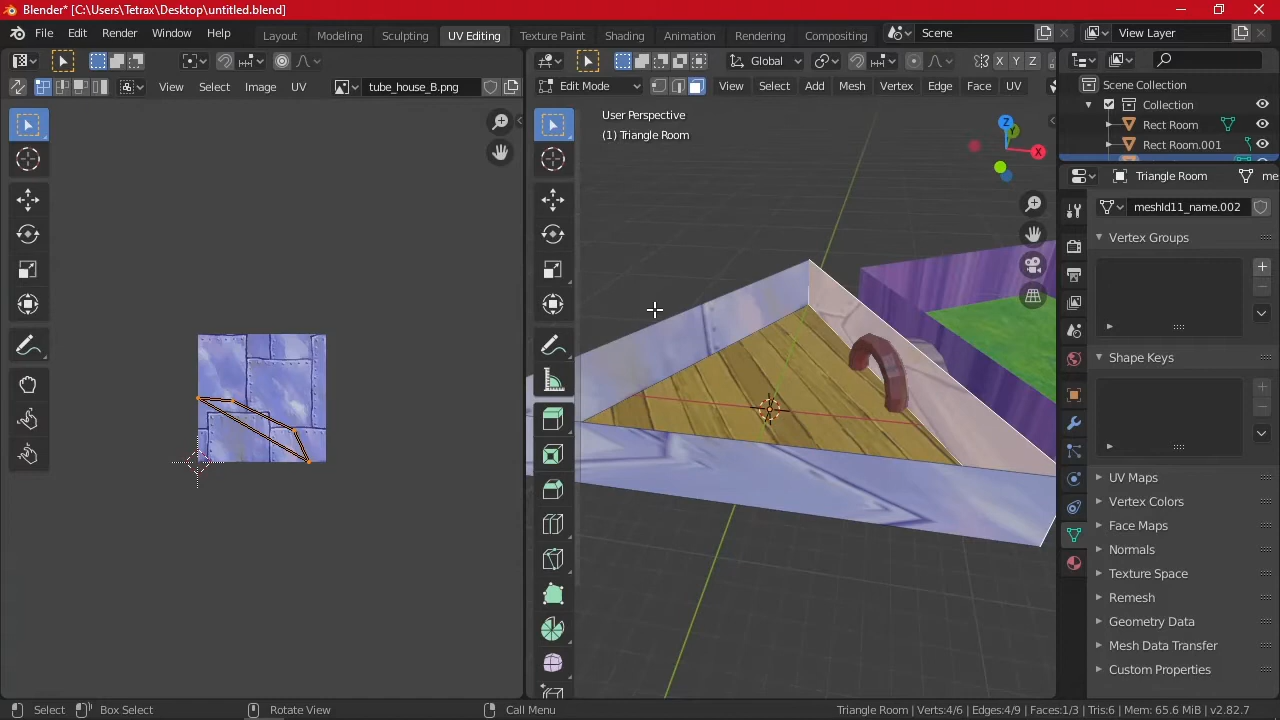 Blender* [C:\Users\Tetrax\Desktop\untitled.blend]
File Edit Render Window Help
Layout Modeling Sculpting UV Editing Texture Paint Shading Animation Rendering Compositing
Scene View Layer
Global
View Select Image UV
tube_house_B.png
Edit Mode View Select Add Mesh Vertex Edge Face UV
X Y Z
User Perspective
(1) Triangle Room
Z
Y
X
Scene Collection
Collection
Rect Room
Rect Room.001
Triangle Room me
meshId11_name.002
Vertex Groups
Shape Keys
UV Maps
Vertex Colors
Face Maps
Normals
Texture Space
Remesh
Geometry Data
Mesh Data Transfer
Custom Properties
Select Box Select Rotate View Call Menu
Triangle Room | Verts:4/6 | Edges:4/9 | Faces:1/3 | Tris:6 | Mem: 65.6 MiB | v2.82.7